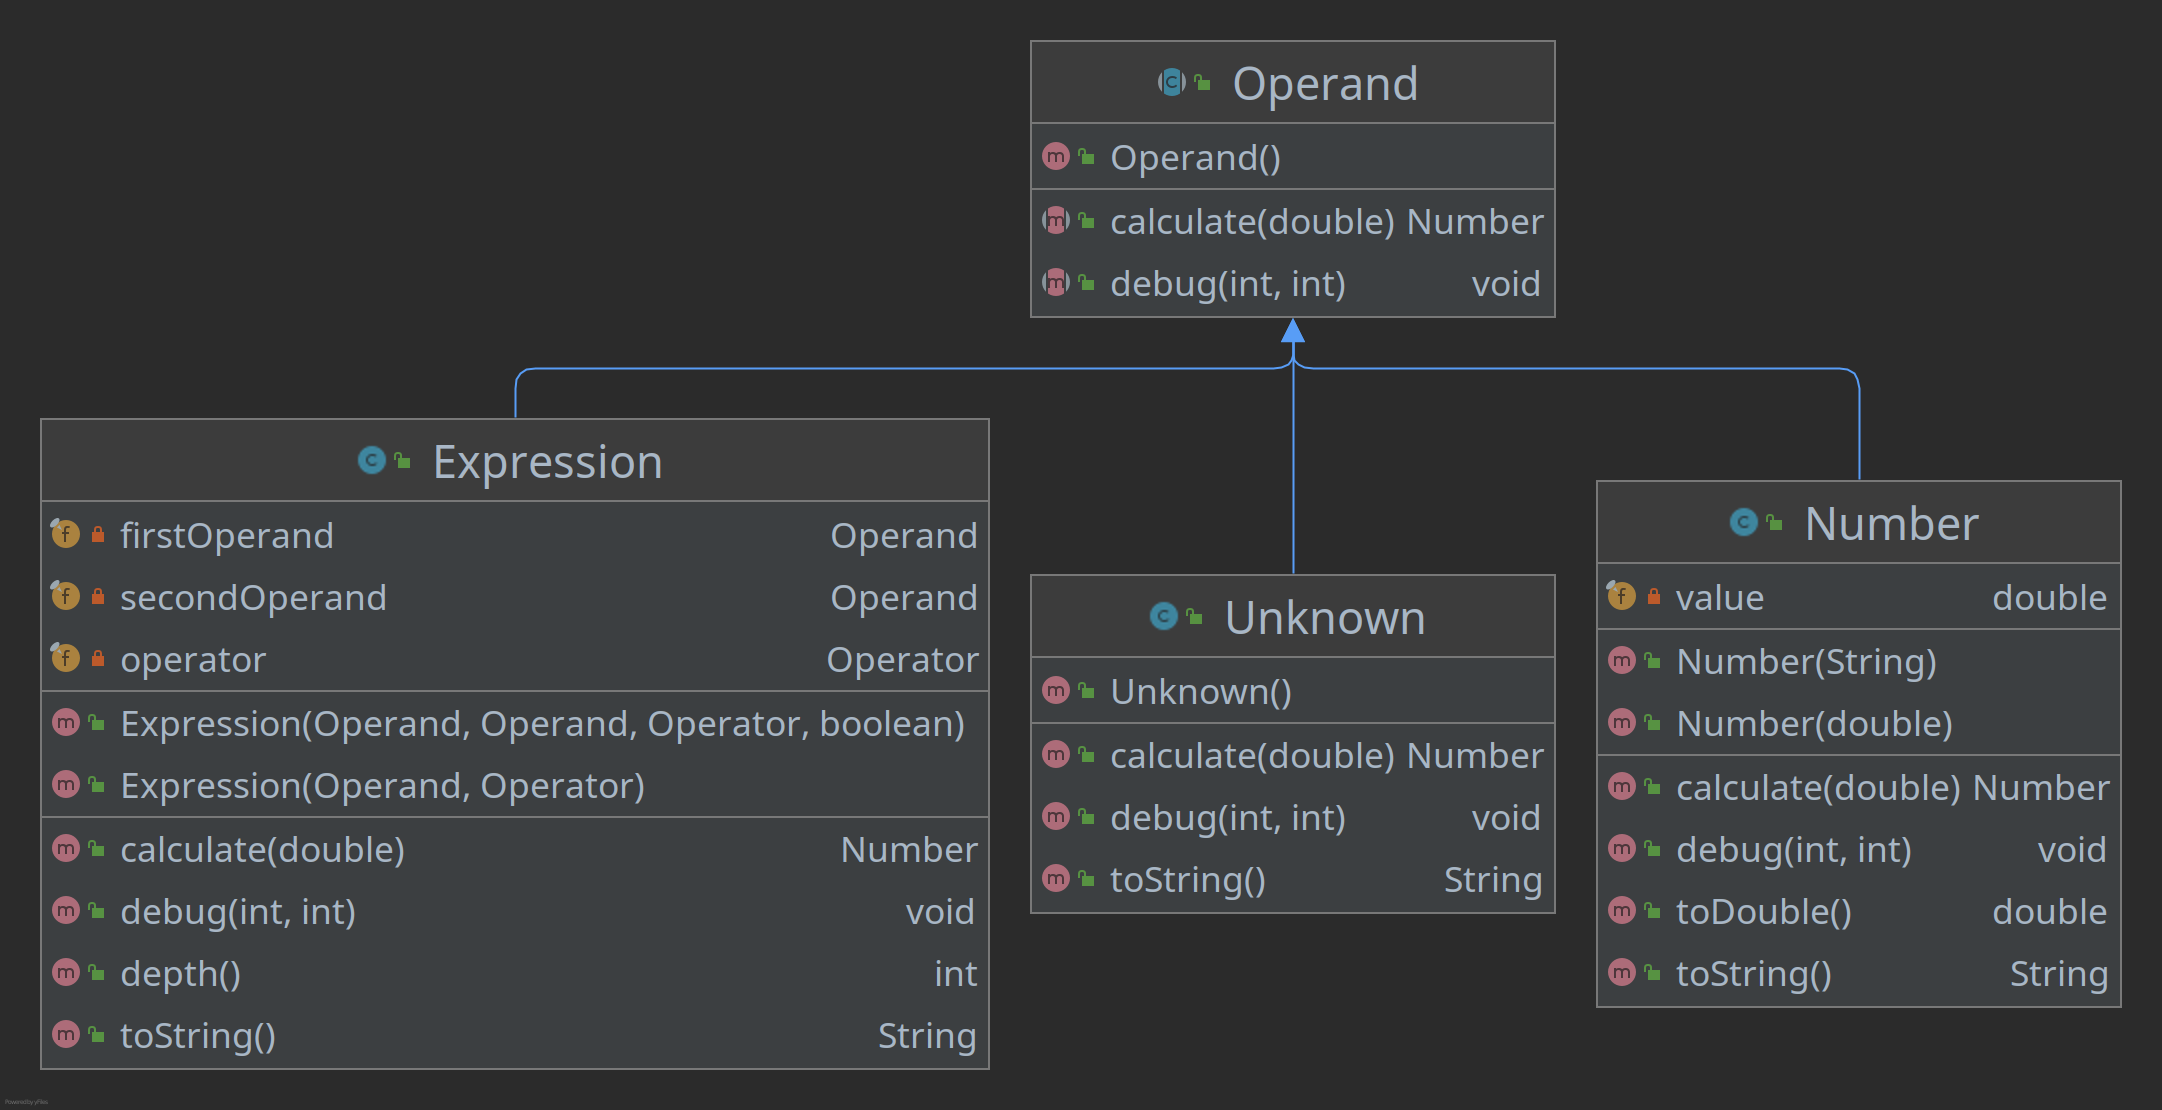 Operand
Operand()
calculate(double) Number
debug(int, int) void
Expression
firstOperand Operand
secondOperand Operand
operator Operator
Expression(Operand, Operand, Operator, boolean)
Expression(Operand, Operator)
calculate(double) Number
debug(int, int) void
depth() int
toString() String
Unknown
Unknown()
calculate(double) Number
debug(int, int) void
toString() String
Number
value double
Number(String)
Number(double)
calculate(double) Number
debug(int, int) void
toDouble() double
toString() String
Powered by yFiles